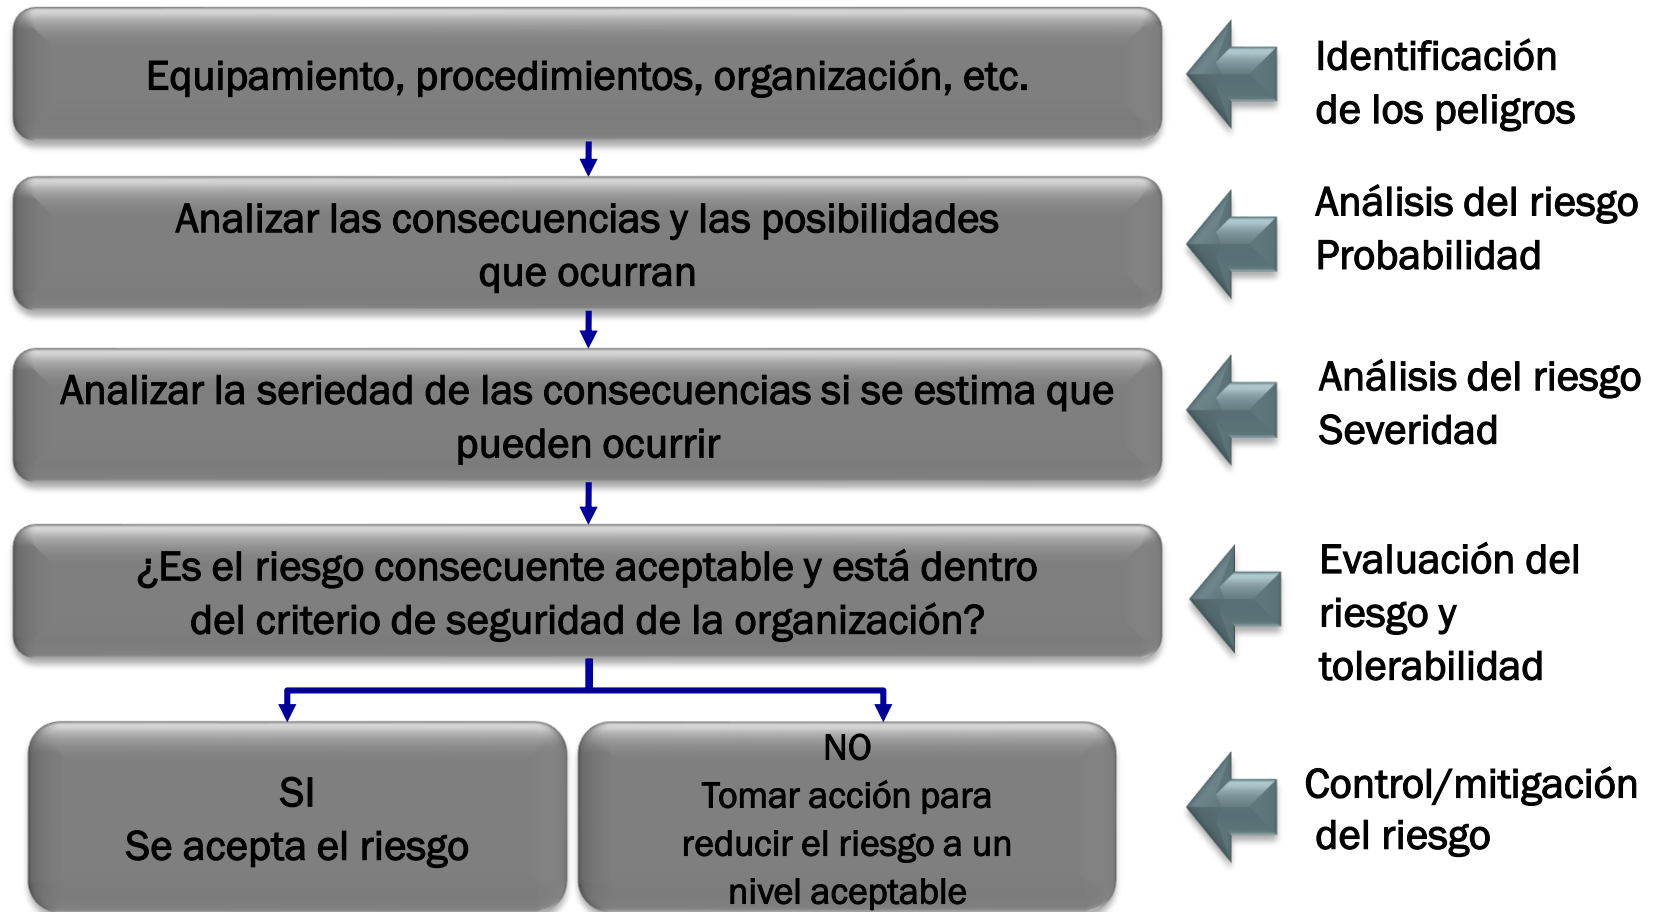 Equipamiento, procedimientos, organización, etc.
Identificación
de los peligros
Analizar las consecuencias y las posibilidades
que ocurran
Análisis del riesgo
Probabilidad
Analizar la seriedad de las consecuencias si se estima que
pueden ocurrir
Análisis del riesgo
Severidad
¿Es el riesgo consecuente aceptable y está dentro
del criterio de seguridad de la organización?
Evaluación del
riesgo y
tolerabilidad
SI
Se acepta el riesgo
NO
Tomar acción para
reducir el riesgo a un
nivel aceptable
Control/mitigación
del riesgo